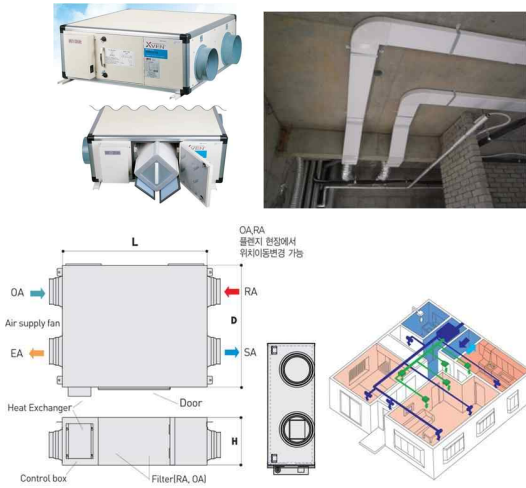 XVEN
L
OA,RA
플렌지 현장에서
위치이동변경 가능
OA
RA
D
Air supply fan
EA
SA
Door
Heat Exchanger
H
Control box
Filter(RA, OA)